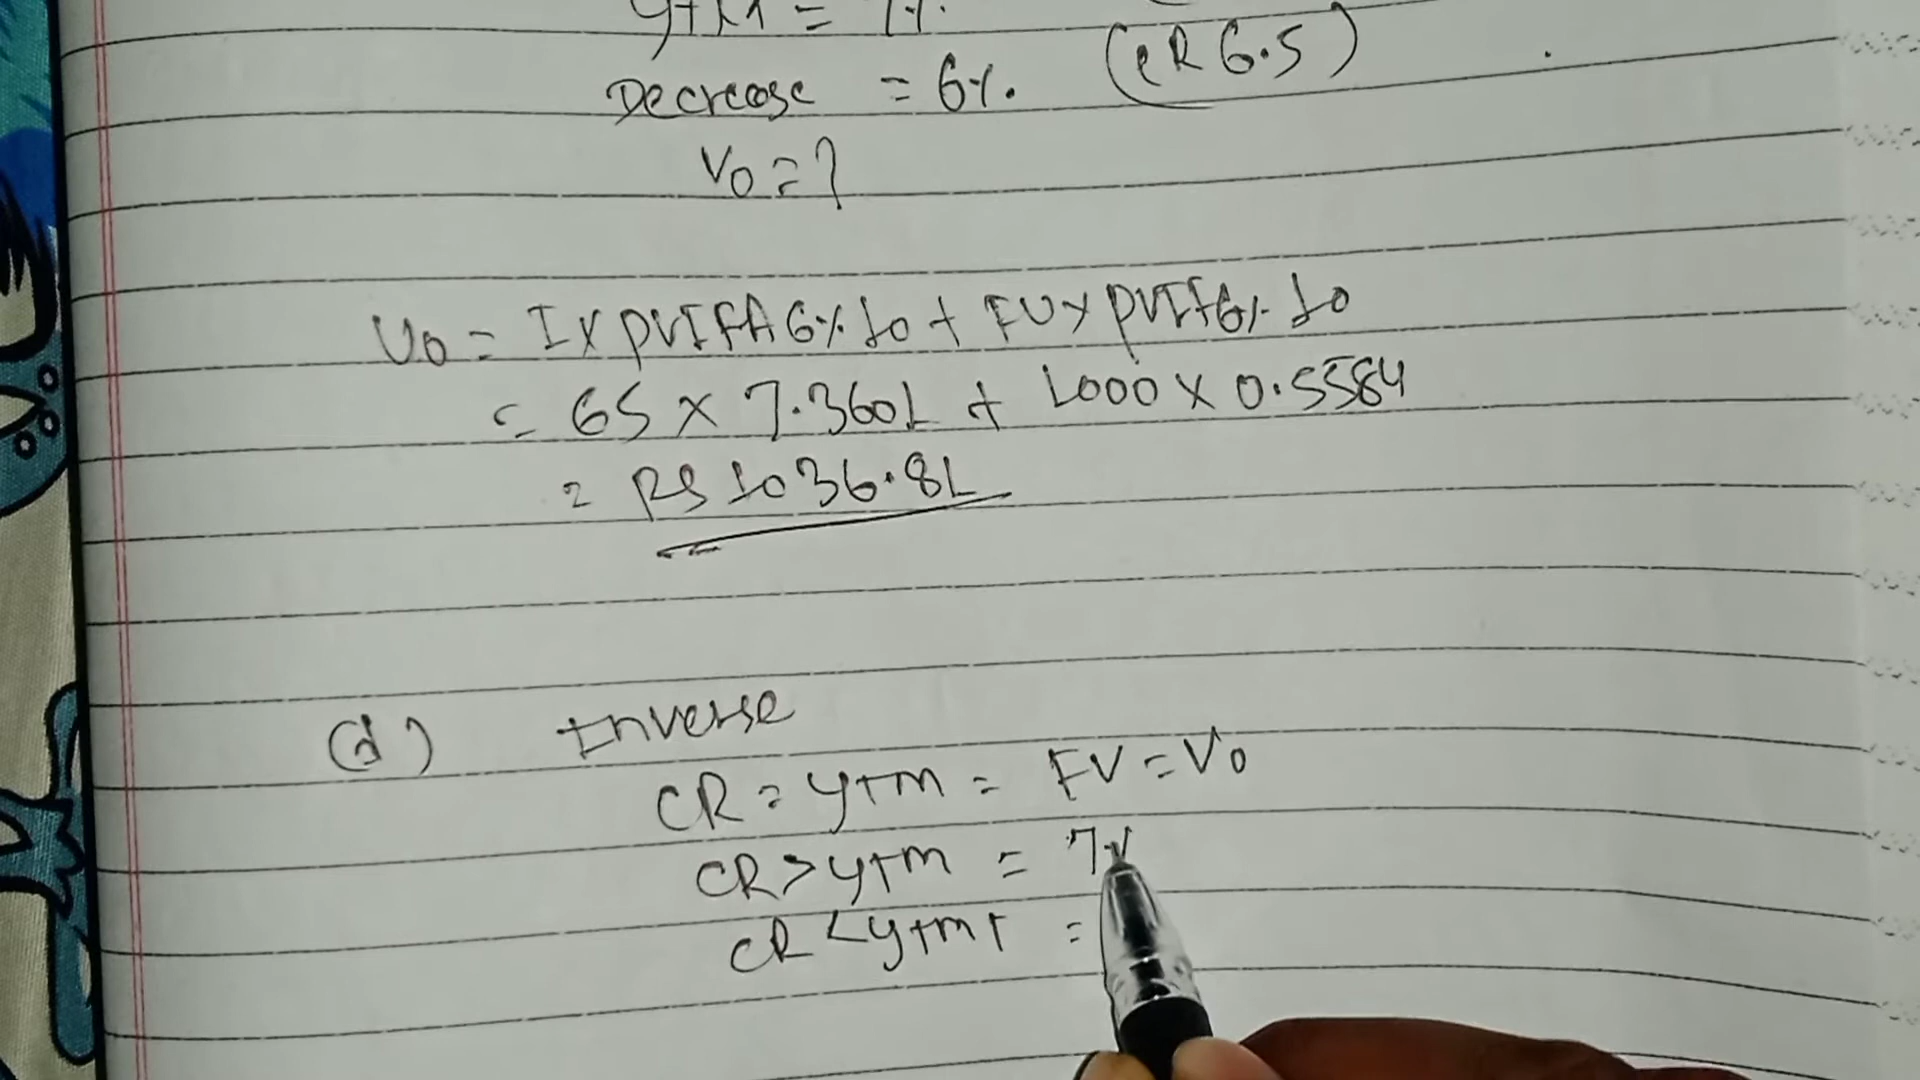 Decrease = 6%. (CR 6.5)
V0 = ?
V0 = I X PVIFA 6% 10 + FV X PVIF 6% 10
= 65 X 7.3601 + 1000 X 0.5584
= RS 1036.81
(d) Inverse
CR = YTM = FV = V0
CR > YTM =
CR < YTM =